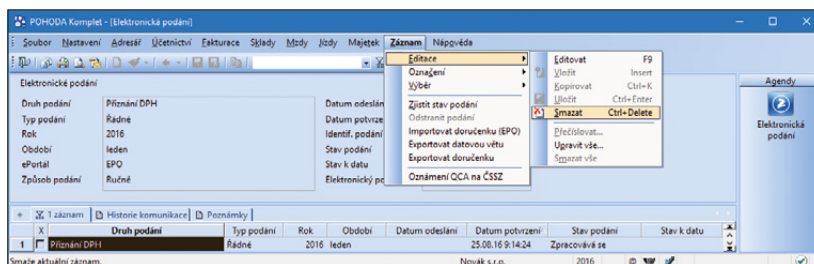 POHODA Komplet - [Elektronická podání]
Soubor Nastavení Adresář Účetnictví Fakturace Sklady Mzdy Jízdy Majetek Záznam Nápověda
Editace
Označení
Výběr
Zjistit stav podání
Odstranit podání
Importovat doručenku (EPO)
Exportovat datovou větu
Exportovat doručenku
Oznámení QCA na ČSSZ
Editovat F9
Vložit Insert
Kopírovat Ctrl+K
Uložit Ctrl+Enter
Smazat Ctrl+Delete
Přečíslovat...
Upravit vše...
Smazat vše
Agendy
Elektronická
podání
Elektronické podání
Druh podání Přiznání DPH Datum odeslán
Typ podání Řádné Datum potvrze
Rok 2016 Identif. podání
Období leden Stav podání
ePortál EPO Stav k datu
Způsob podání Ručně Elektronický po
1 záznam Historie komunikace Poznámky
X Druh podání Typ podání Rok Období Datum odeslání Datum potvrzení Stav podání Stav k datu
1 Přiznání DPH Řádné 2016 leden 25.08.16 9:14:24 Zpracovává se
Smaže aktuální záznam. Novák s.r.o. 2016